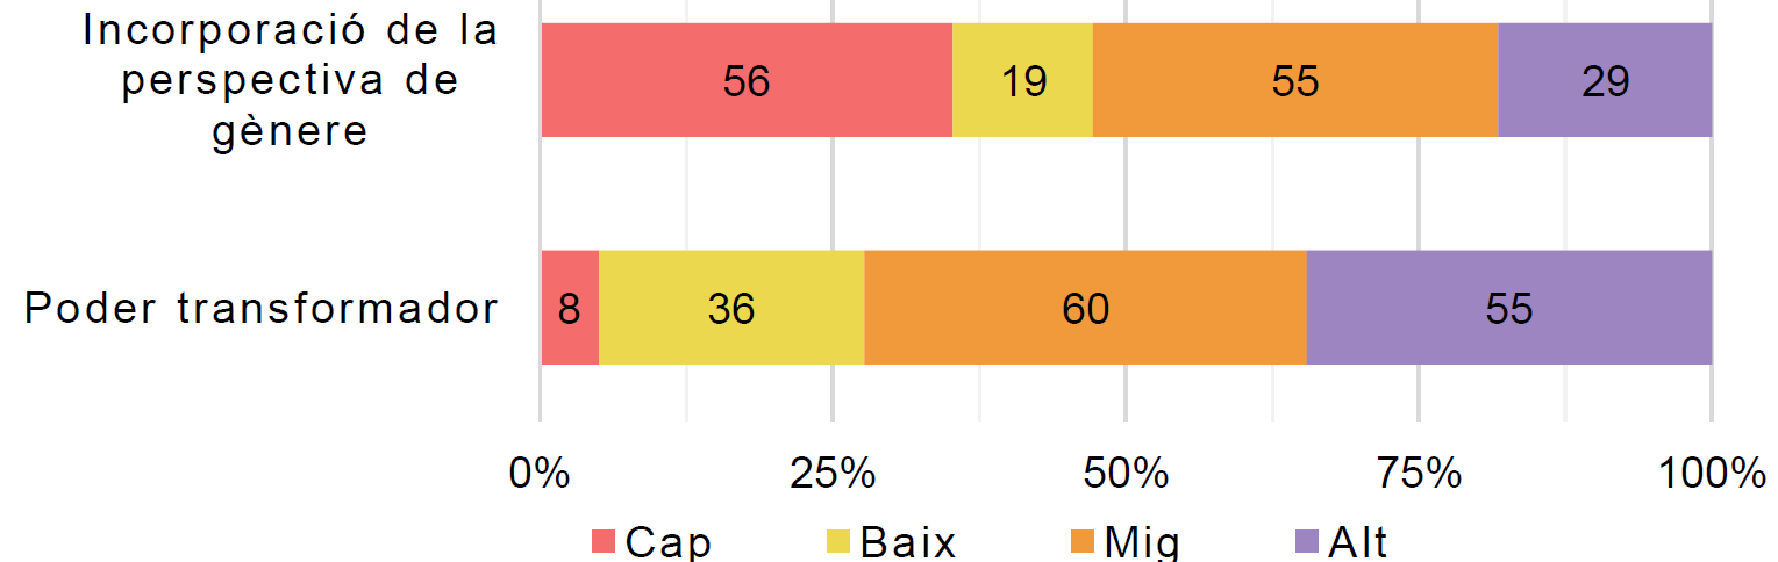 Incorporació de la
perspectiva de
gènere
56 19 55 29
Poder transformador
8 36 60 55
0% 25% 50% 75% 100%
Cap Baix Mig Alt